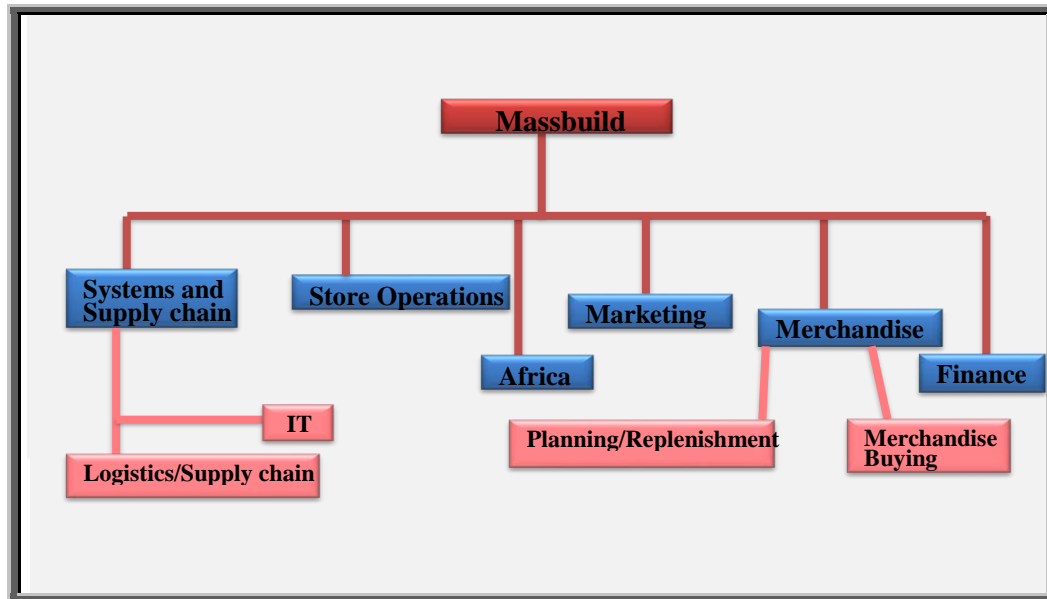 Massbuild
Systems and
Supply chain
Store Operations
Africa
Marketing
Merchandise
Finance
IT
Logistics/Supply chain
Planning/Replenishment
Merchandise
Buying